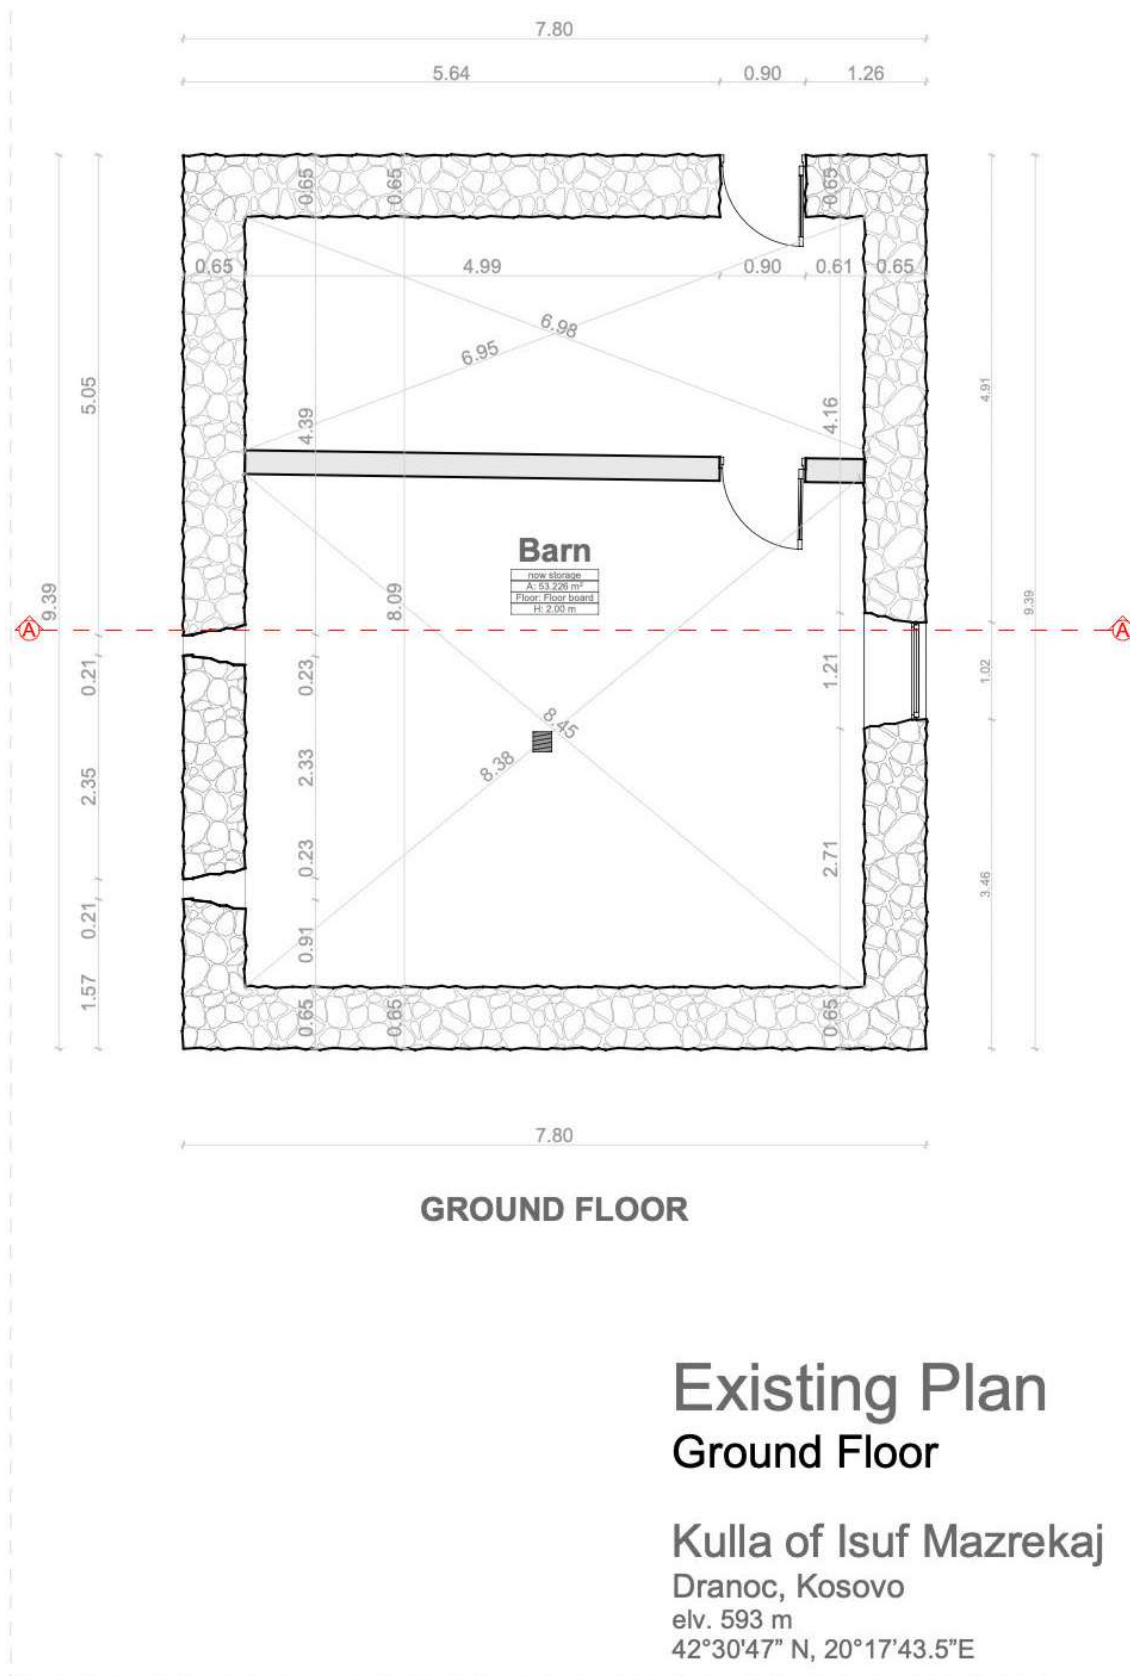 7.80
5.64 0.90 1.26
0.65 0.65 0.65
0.65 4.99 0.90 0.61 0.65
6.98
6.95
5.05 4.39 4.16 4.91
Barn
now storage
A: 53.226 m²
Floor: Floor board
H: 2.00 m
9.39 8.09 9.39
A A
0.21 0.23 1.21 1.02
8.45
8.38
2.35 2.33
0.23 2.71 3.46
0.21 0.91
1.57 0.65 0.65 0.65
7.80
GROUND FLOOR
Existing Plan
Ground Floor
Kulla of Isuf Mazrekaj
Dranoc, Kosovo
elv. 593 m
42°30'47” N, 20°17'43.5”E